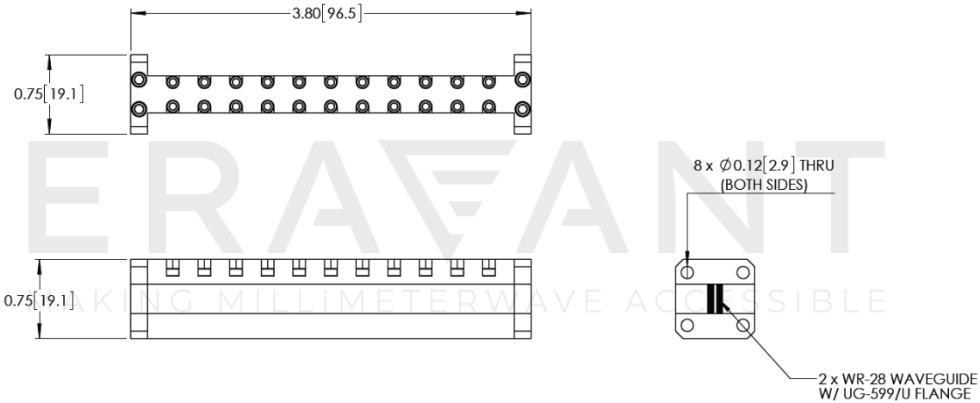 3.80[96.5]
0.75[19.1]
ERAVANT
8 x Ø0.12[2.9] THRU
(BOTH SIDES)
0.75[19.1]
MAKING MILLIMETERWAVE ACCESSIBLE
2 x WR-28 WAVEGUIDE
W/ UG-599/U FLANGE